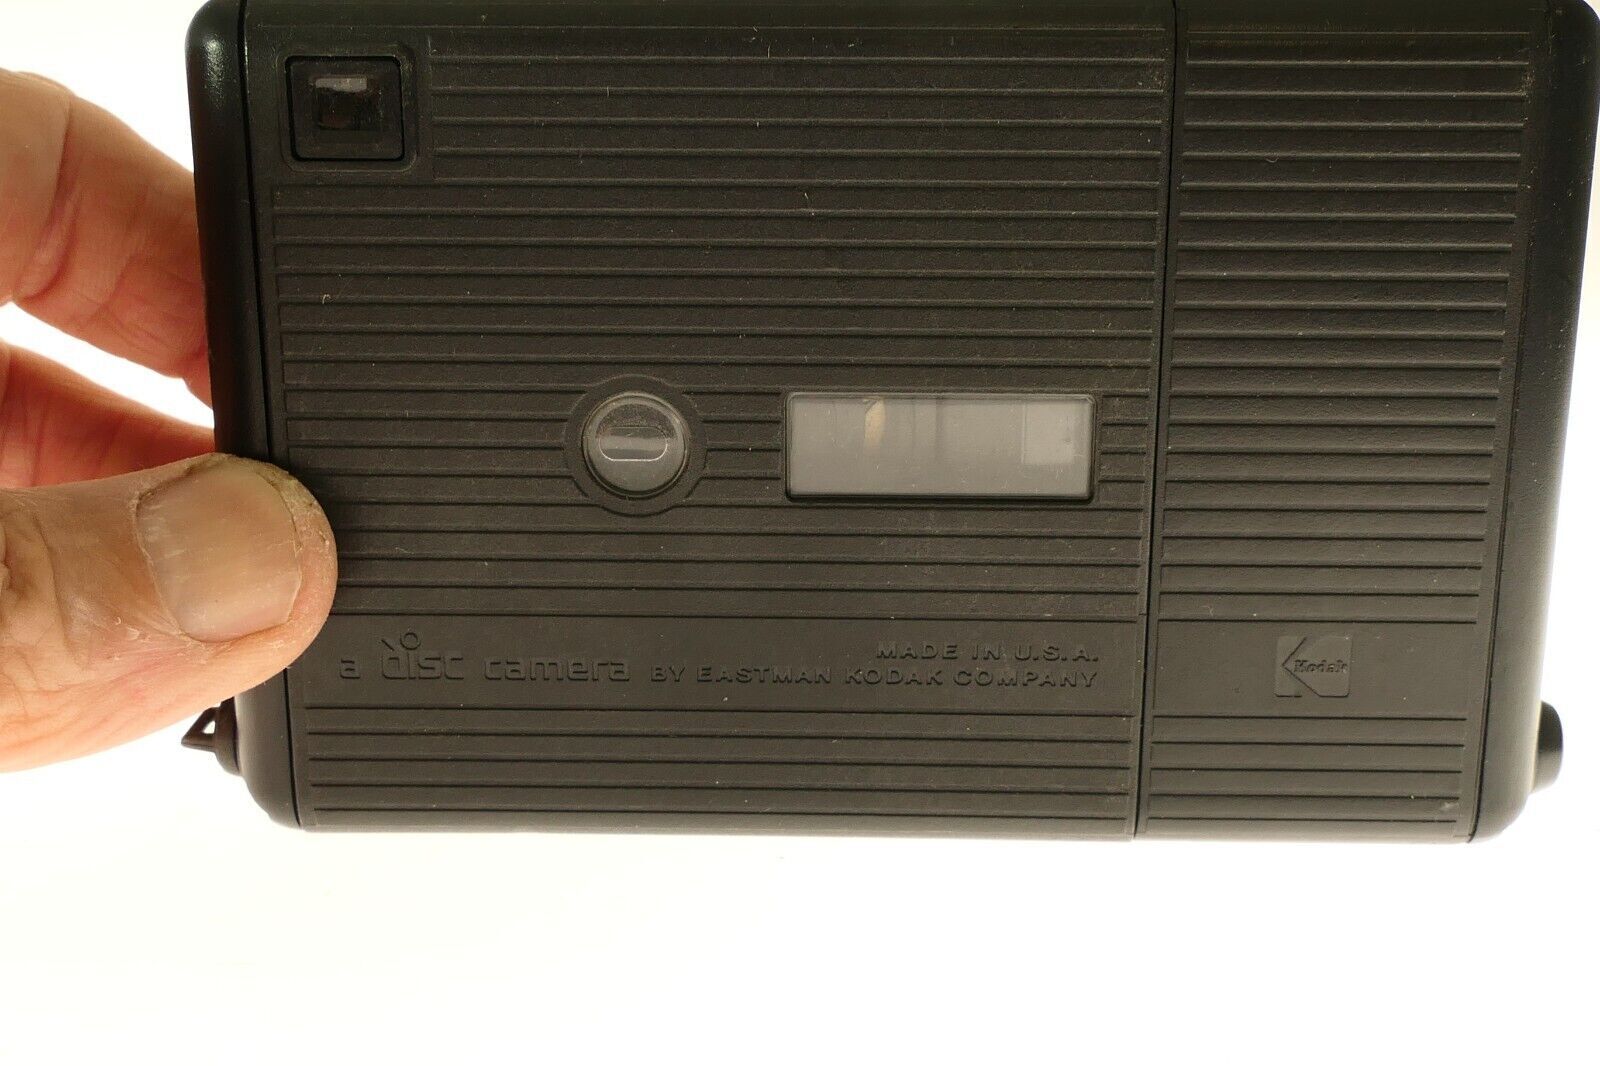 a disc camera
MADE IN U.S.A.
BY EASTMAN KODAK COMPANY
Kodak